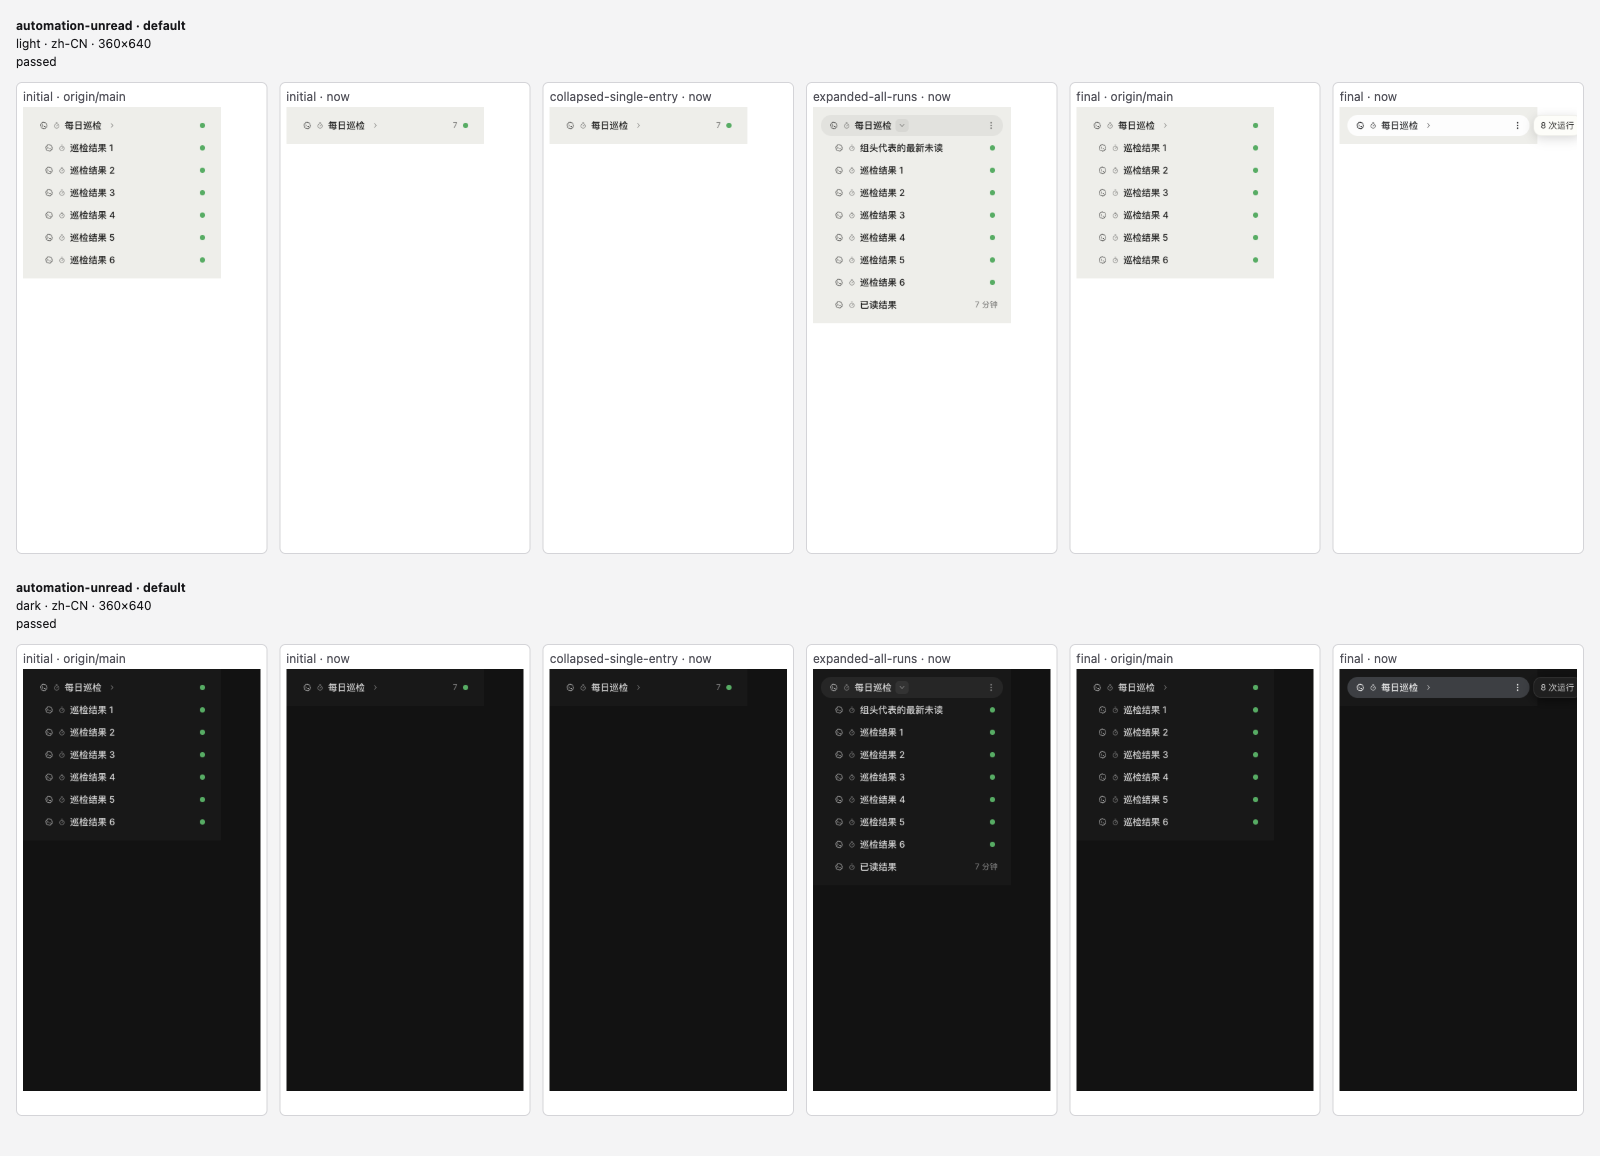 automation-unread · default
light · zh-CN · 360×640
passed
initial · origin/main
每日巡检
巡检结果 1
巡检结果 2
巡检结果 3
巡检结果 4
巡检结果 5
巡检结果 6
initial · now
每日巡检 7
collapsed-single-entry · now
每日巡检 7
expanded-all-runs · now
每日巡检
组头代表的最新未读
巡检结果 1
巡检结果 2
巡检结果 3
巡检结果 4
巡检结果 5
巡检结果 6
已读结果 7 分钟
final · origin/main
每日巡检
巡检结果 1
巡检结果 2
巡检结果 3
巡检结果 4
巡检结果 5
巡检结果 6
final · now
每日巡检 8 次运行
automation-unread · default
dark · zh-CN · 360×640
passed
initial · origin/main
每日巡检
巡检结果 1
巡检结果 2
巡检结果 3
巡检结果 4
巡检结果 5
巡检结果 6
initial · now
每日巡检 7
collapsed-single-entry · now
每日巡检 7
expanded-all-runs · now
每日巡检
组头代表的最新未读
巡检结果 1
巡检结果 2
巡检结果 3
巡检结果 4
巡检结果 5
巡检结果 6
已读结果 7 分钟
final · origin/main
每日巡检
巡检结果 1
巡检结果 2
巡检结果 3
巡检结果 4
巡检结果 5
巡检结果 6
final · now
每日巡检 8 次运行